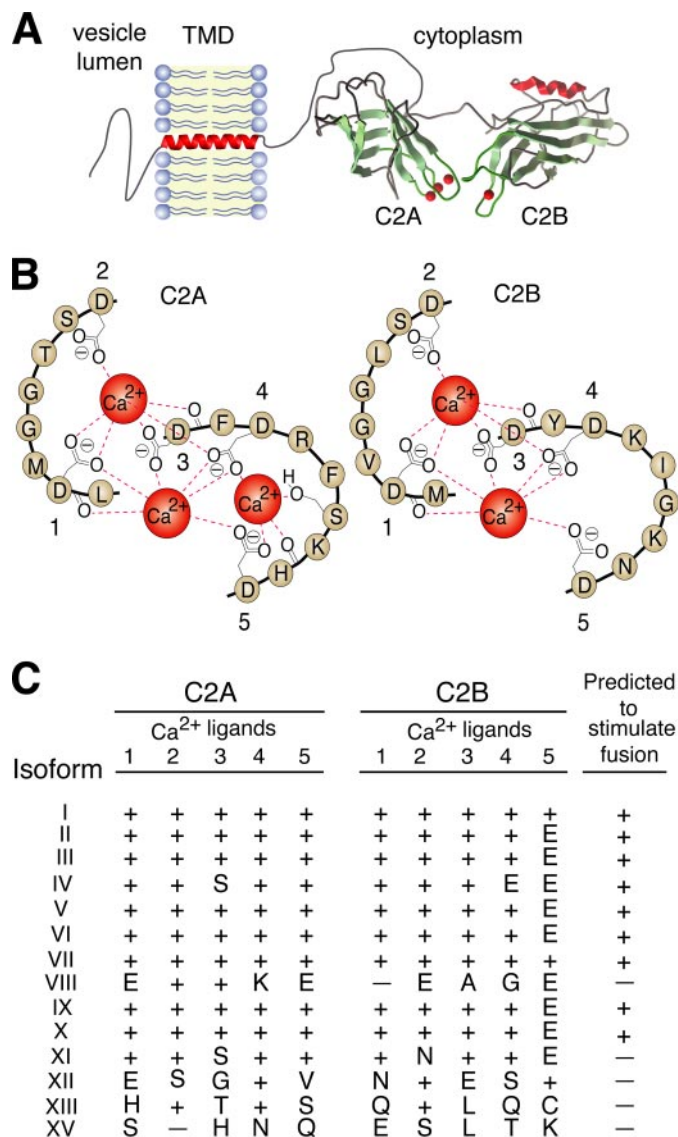 A
vesicle
lumen
TMD
cytoplasm
C2A
C2B
B
C2A
C2B
2
D
S
T
G
G
M
D
L
1
Ca2+
Ca2+
Ca2+
O
O
O
O
O
O
O
O
O
O
O
O
H
O
3
4
D
F
D
R
F
S
K
H
D
5
2
D
S
L
G
G
V
D
M
1
Ca2+
Ca2+
O
O
O
O
O
O
O
O
O
O
O
O
3
4
D
Y
D
K
I
G
K
N
D
5
C
C2A C2B Predicted
to
stimulate
fusion
Ca2+ ligands Ca2+ ligands
Isoform 1 2 3 4 5 1 2 3 4 5
I + + + + + + + + + + +
II + + + + + + + + + E +
III + + + + + + + + + E +
IV + + S + + + + + E E +
V + + + + + + + + + E +
VI + + + + + + + + + E +
VII + + + + + + + + + + +
VIII E + + K E — E A G E —
IX + + + + + + + + + E +
X + + + + + + + + + E +
XI + + S + + + N + + E —
XII E S G + V N + E S + —
XIII H + T + S Q + L Q C —
XV S — H N Q E S L T K —